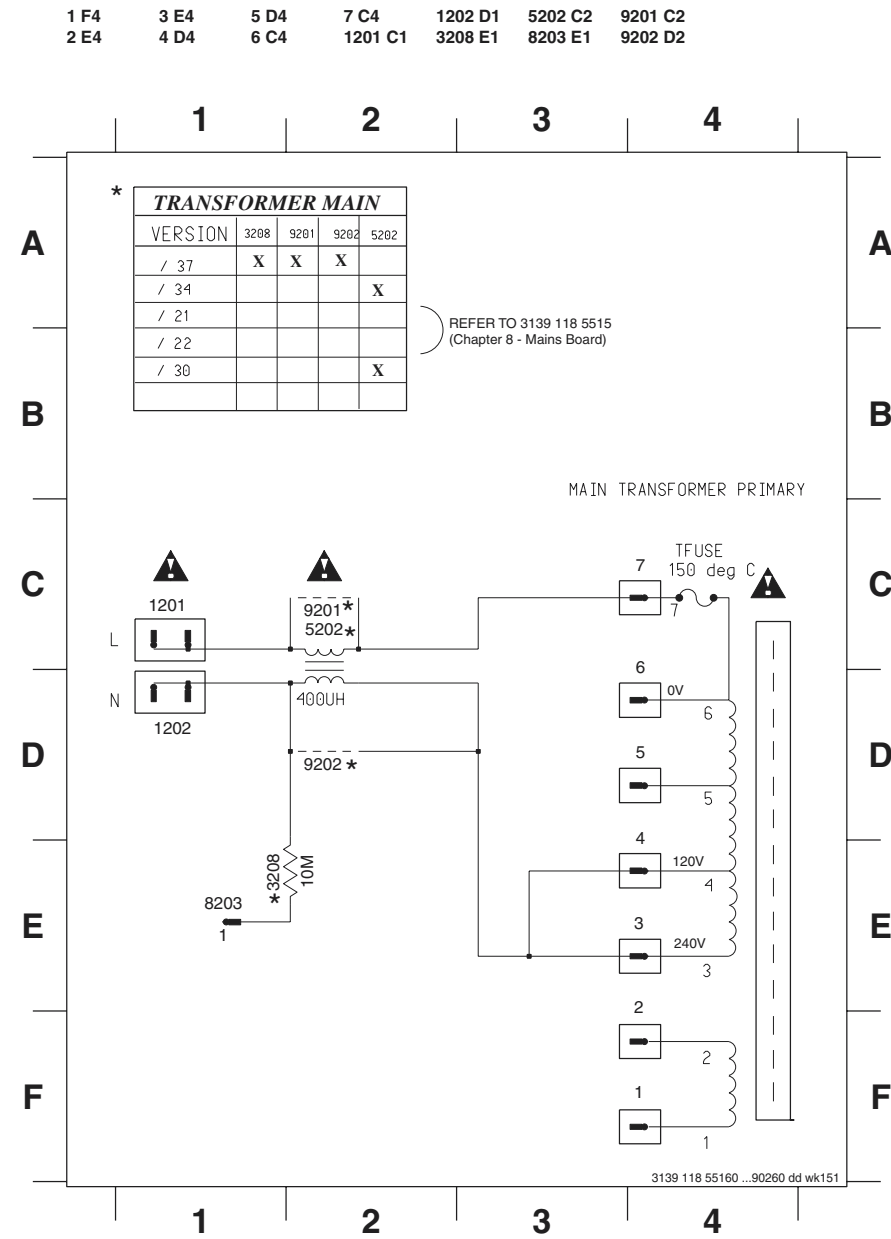 1 F4 3 E4 5 D4 7 C4 1202 D1 5202 C2 9201 C2
2 E4 4 D4 6 C4 1201 C1 3208 E1 8203 E1 9202 D2
1 2 3 4
*
TRANSFORMER MAIN
VERSION 3208 9201 9202 5202
/ 37 X X X
/ 34 X
/ 21
/ 22
/ 30 X
REFER TO 3139 118 5515
(Chapter 8 - Mains Board)
A A
B B
MAIN TRANSFORMER PRIMARY
TFUSE
150 deg C
C C
7
7
1201
9201*
5202*
L
N
400UH
1202
6
0V
6
D D
9202 *
5
5
4
120V
4
*3208
10M
8203
1
E E
3
240V
3
2
2
F F
1
1
3139 118 55160 ...90260 dd wk151
1 2 3 4